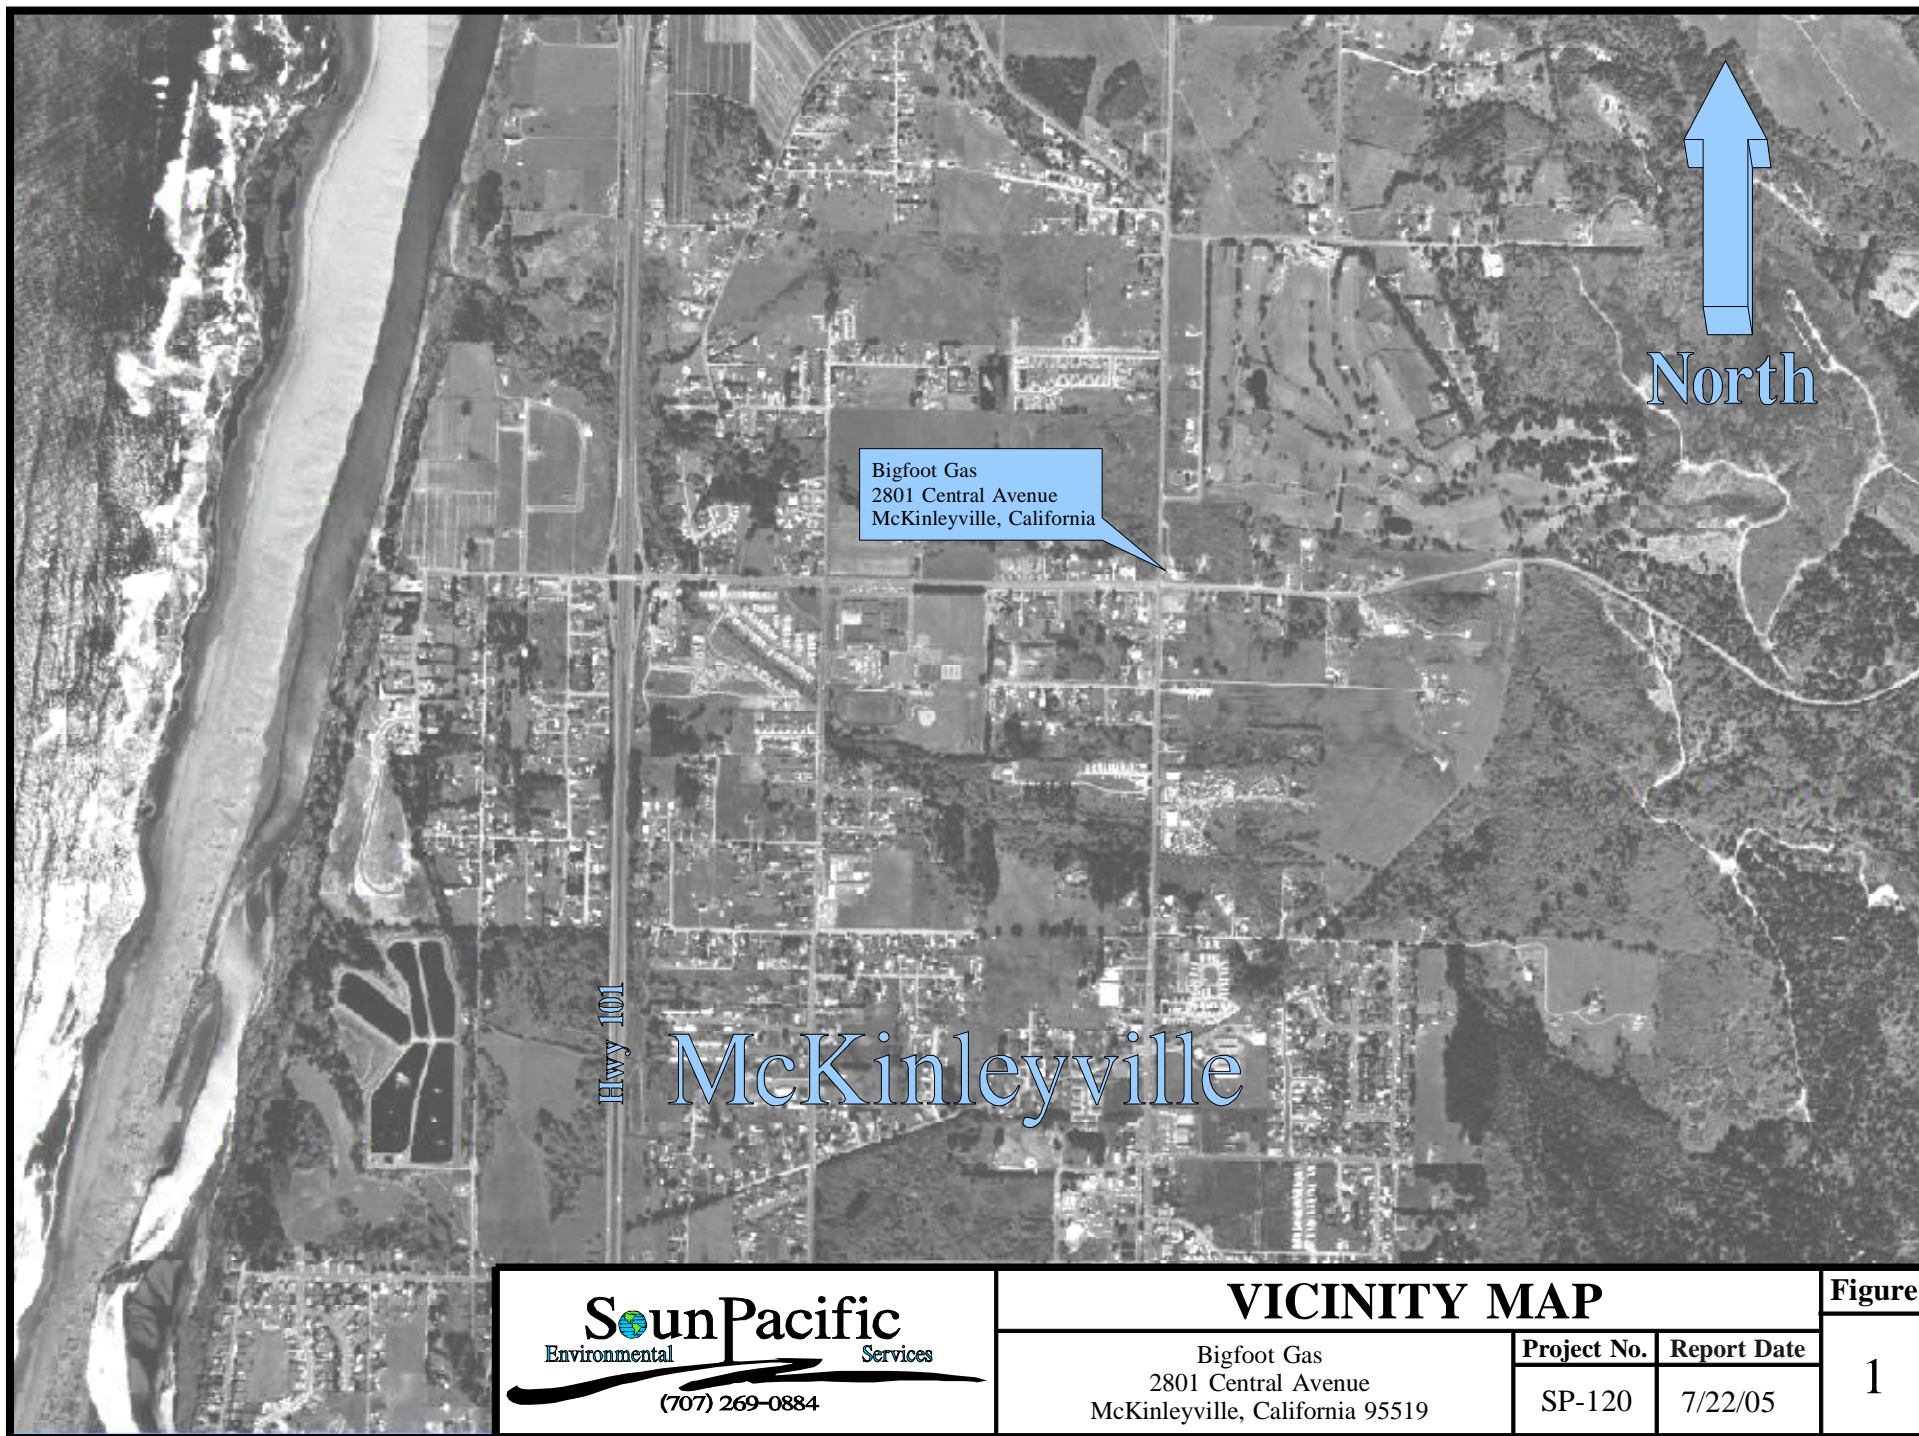 North
Bigfoot Gas
2801 Central Avenue
McKinleyville, California
Hwy 101
McKinleyville
SounPacific
Environmental Services
(707) 269-0884
VICINITY MAP
Bigfoot Gas
2801 Central Avenue
McKinleyville, California 95519
Project No.
SP-120
Report Date
7/22/05
Figure
1